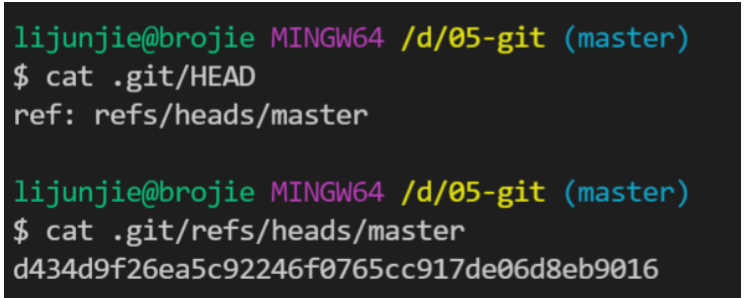 lijunjie@brojie MINGW64 /d/05-git (master)
$ cat .git/HEAD
ref: refs/heads/master
lijunjie@brojie MINGW64 /d/05-git (master)
$ cat .git/refs/heads/master
d434d9f26ea5c92246f0765cc917de06d8eb9016